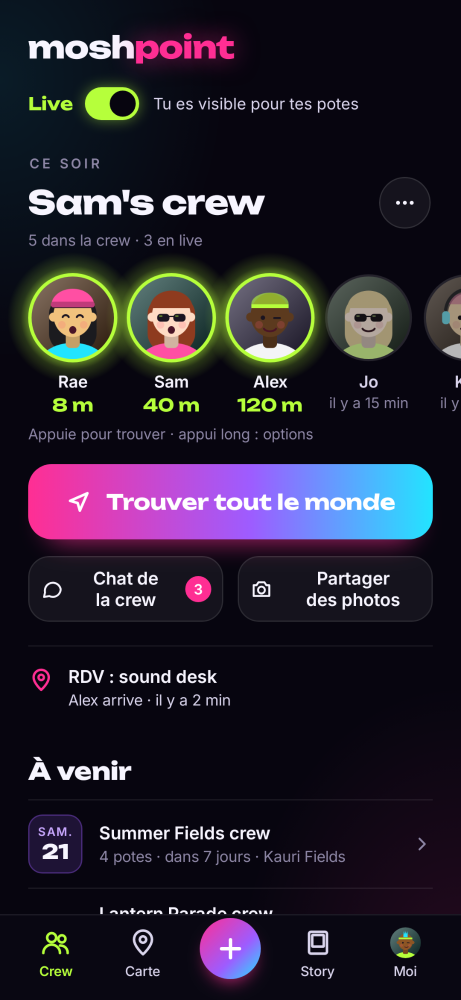 moshpoint
Live Tu es visible pour tes potes
CE SOIR
Sam's crew
5 dans la crew · 3 en live
Rae Sam Alex Jo K
8 m 40 m 120 m il y a 15 min il y
Appuie pour trouver · appui long : options
Trouver tout le monde
Chat de
la crew
3
Partager
des photos
RDV : sound desk
Alex arrive · il y a 2 min
À venir
SAM.
21
Summer Fields crew
4 potes · dans 7 jours · Kauri Fields
Lantern Parade crew
Crew Carte Story Moi